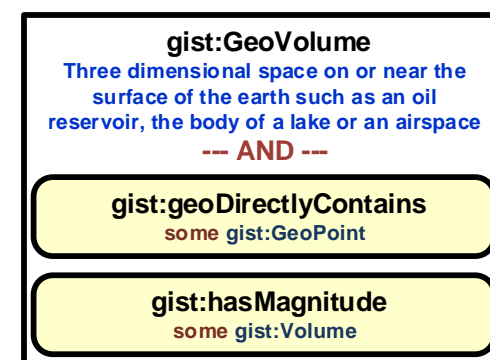 gist:GeoVolume
Three dimensional space on or near the
surface of the earth such as an oil
reservoir, the body of a lake or an airspace
--- AND ---
gist:geoDirectlyContains
some gist:GeoPoint
gist:hasMagnitude
some gist:Volume